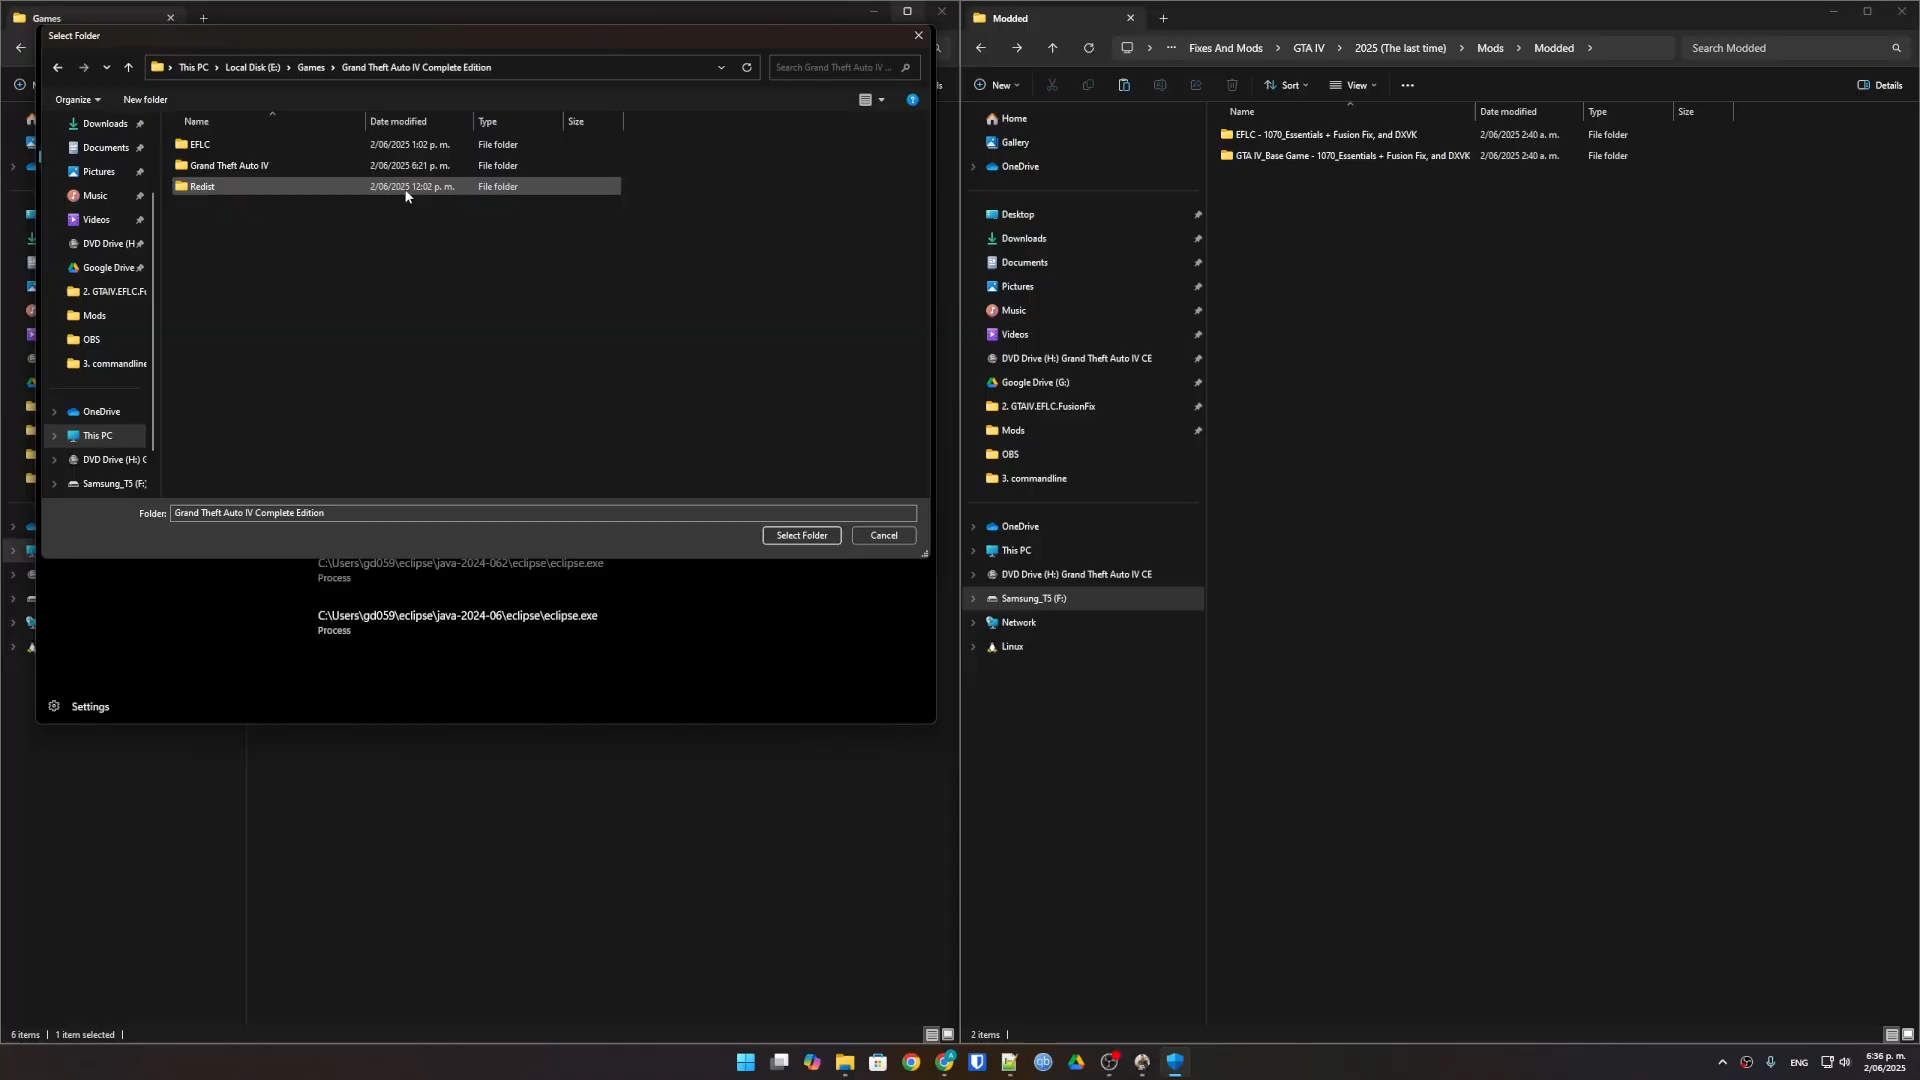 Games
Select Folder
This PC > Local Disk (E:) > Games > Grand Theft Auto IV Complete Edition
Search Grand Theft Auto IV ...
Organize
New folder
Name
Date modified
Type
Size
Downloads
Documents
Pictures
Music
Videos
DVD Drive (H
Google Drive
2. GTAIV.EFLC.Fu
Mods
OBS
3. commandline
OneDrive
This PC
DVD Drive (H:) G
Samsung_T5 (F:)
EFLC 2/06/2025 1:02 p. m. File folder
Grand Theft Auto IV 2/06/2025 6:21 p. m. File folder
Redist 2/06/2025 12:02 p. m. File folder
Folder: Grand Theft Auto IV Complete Edition
Select Folder
Cancel
C:\Users\gd059\eclipse\java-2024-062\eclipse\eclipse.exe
Process
C:\Users\gd059\eclipse\java-2024-06\eclipse\eclipse.exe
Process
Settings
6 items
1 item selected
Modded
... > Fixes And Mods > GTA IV > 2025 (The last time) > Mods > Modded >
Search Modded
New
Sort
View
Details
Name
Date modified
Type
Size
EFLC - 1070_Essentials + Fusion Fix, and DXVK 2/06/2025 2:40 a. m. File folder
GTA IV_Base Game - 1070_Essentials + Fusion Fix, and DXVK 2/06/2025 2:40 a. m. File folder
Home
Gallery
OneDrive
Desktop
Downloads
Documents
Pictures
Music
Videos
DVD Drive (H:) Grand Theft Auto IV CE
Google Drive (G:)
2. GTAIV.EFLC.FusionFix
Mods
OBS
3. commandline
OneDrive
This PC
DVD Drive (H:) Grand Theft Auto IV CE
Samsung_T5 (F:)
Network
Linux
2 items
ENG
6:36 p. m.
2/06/2025